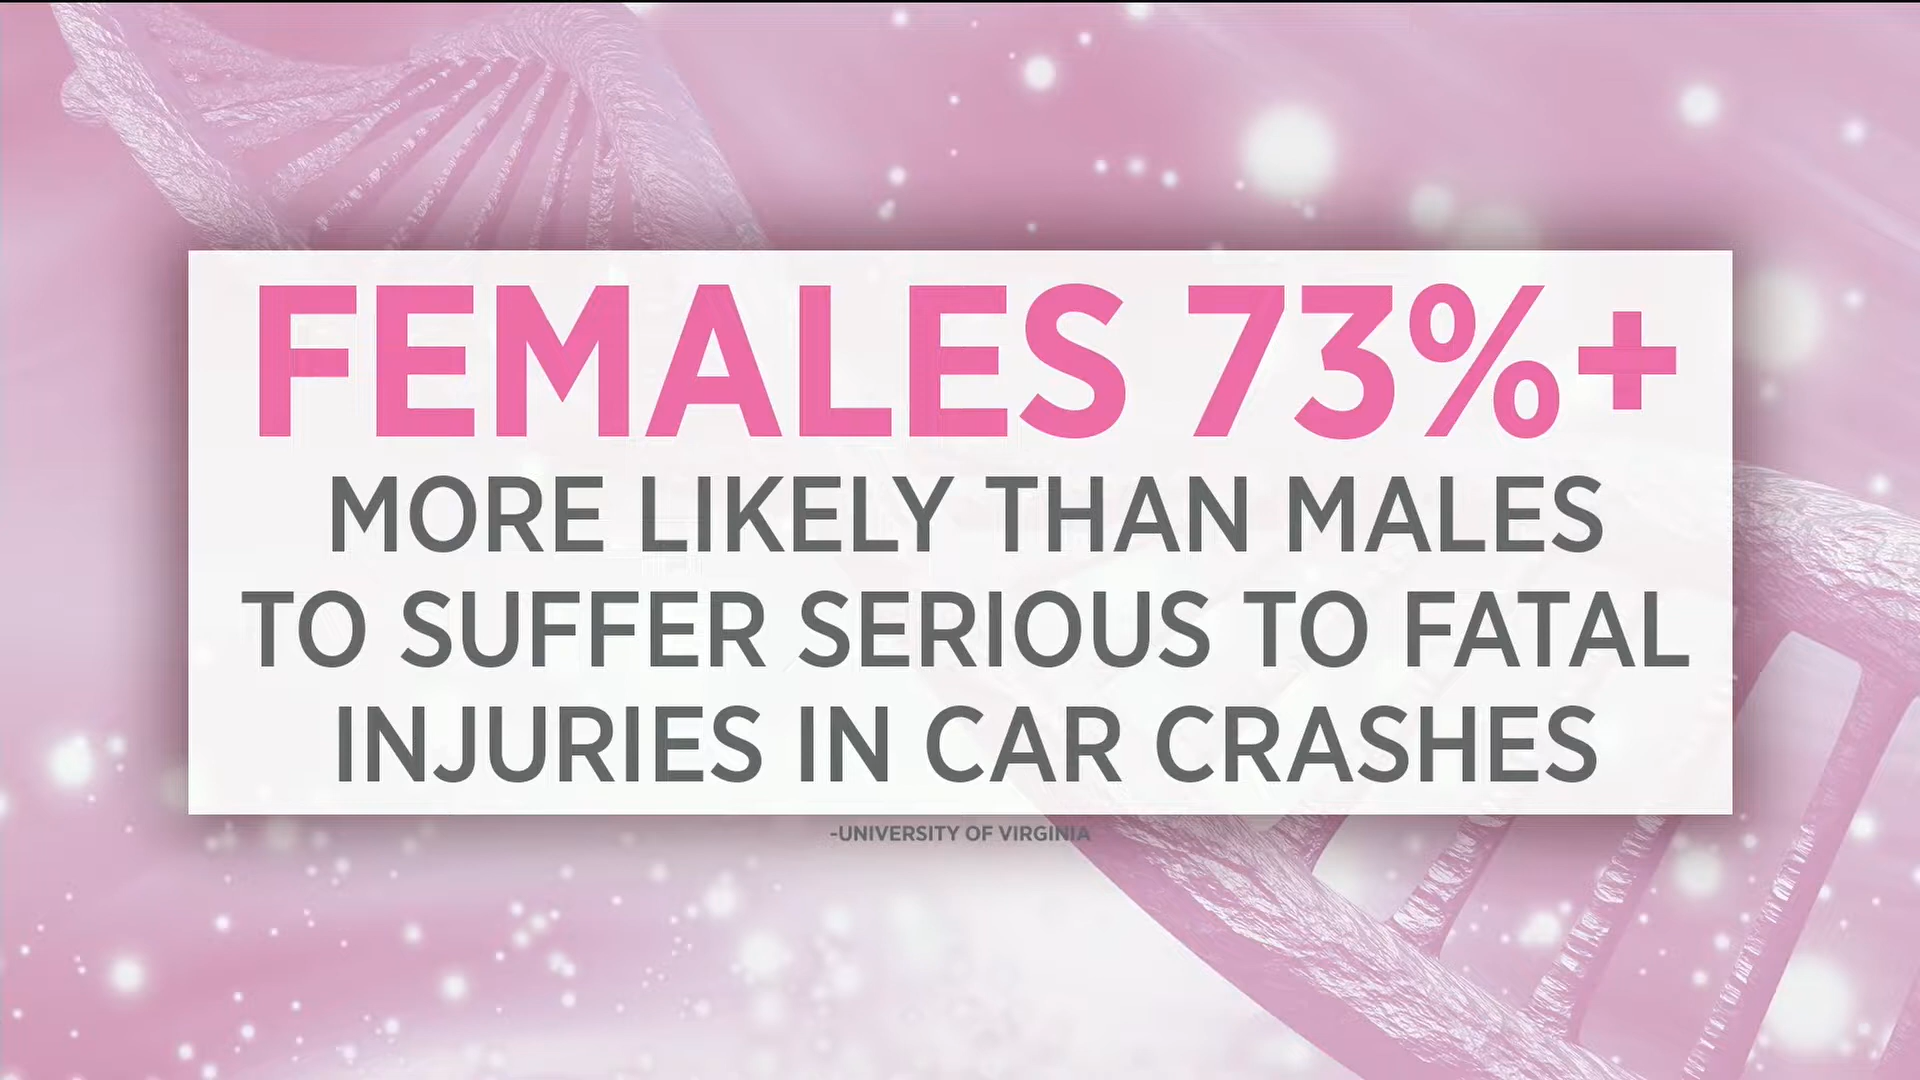 FEMALES 73%+
MORE LIKELY THAN MALES
TO SUFFER SERIOUS TO FATAL
INJURIES IN CAR CRASHES
-UNIVERSITY OF VIRGINIA